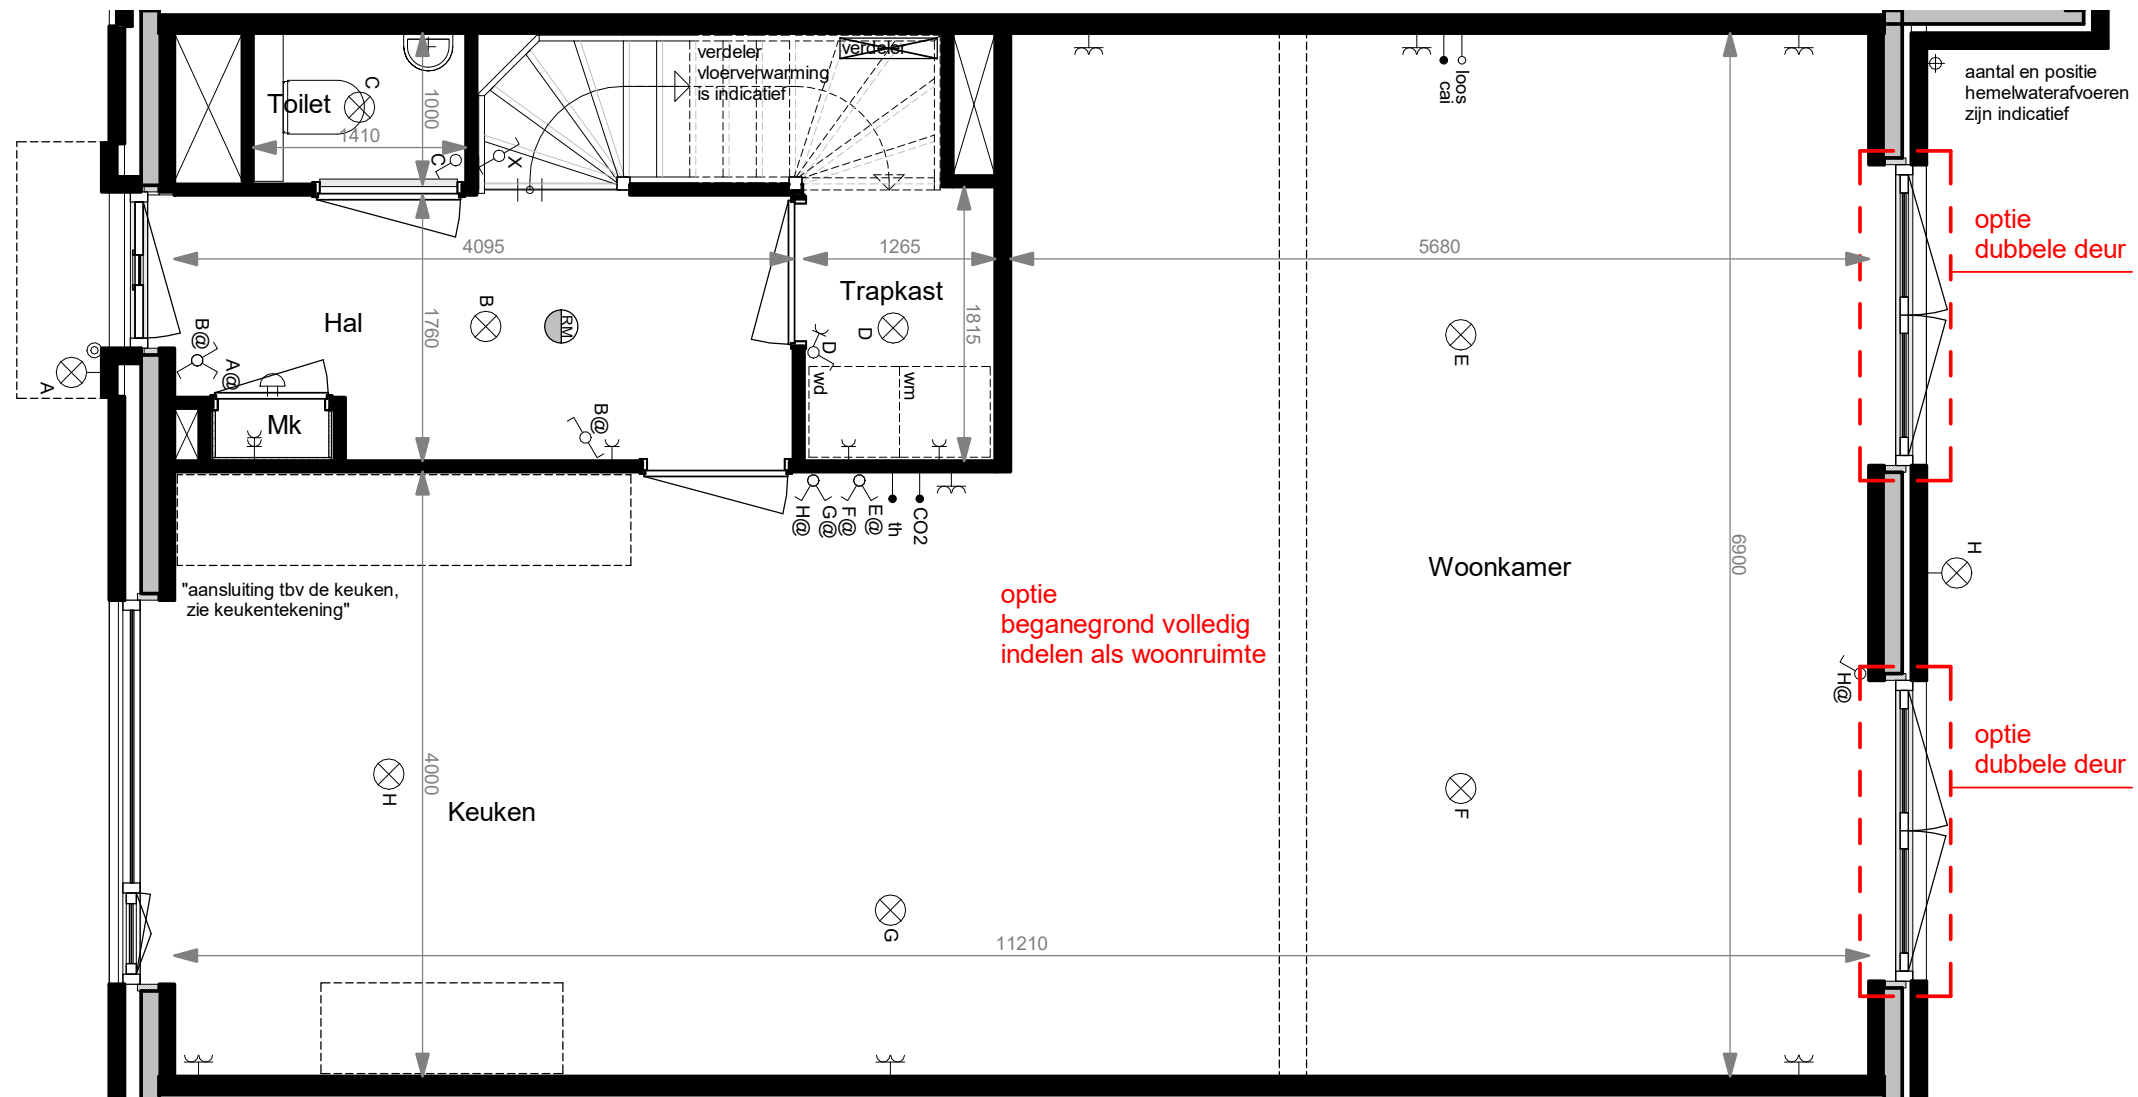 verdeler
vloerverwarming
is indicatief
verdeler
loos
cai
aantal en positie
hemelwaterafvoeren
zijn indicatief
Toilet
C
1000
1410
C
X
optie
dubbele deur
4095
1265
5680
Hal
B
RM
1760
Trapkast
D
1815
E
B@
A@
A
D
wd
wm
Mk
B@
H@
G@
F@
E@
th
CO2
6900
Woonkamer
H
"aansluiting tbv de keuken,
zie keukentekening"
optie
beganegrond volledig
indelen als woonruimte
H@
optie
dubbele deur
4000
H
Keuken
F
G
11210